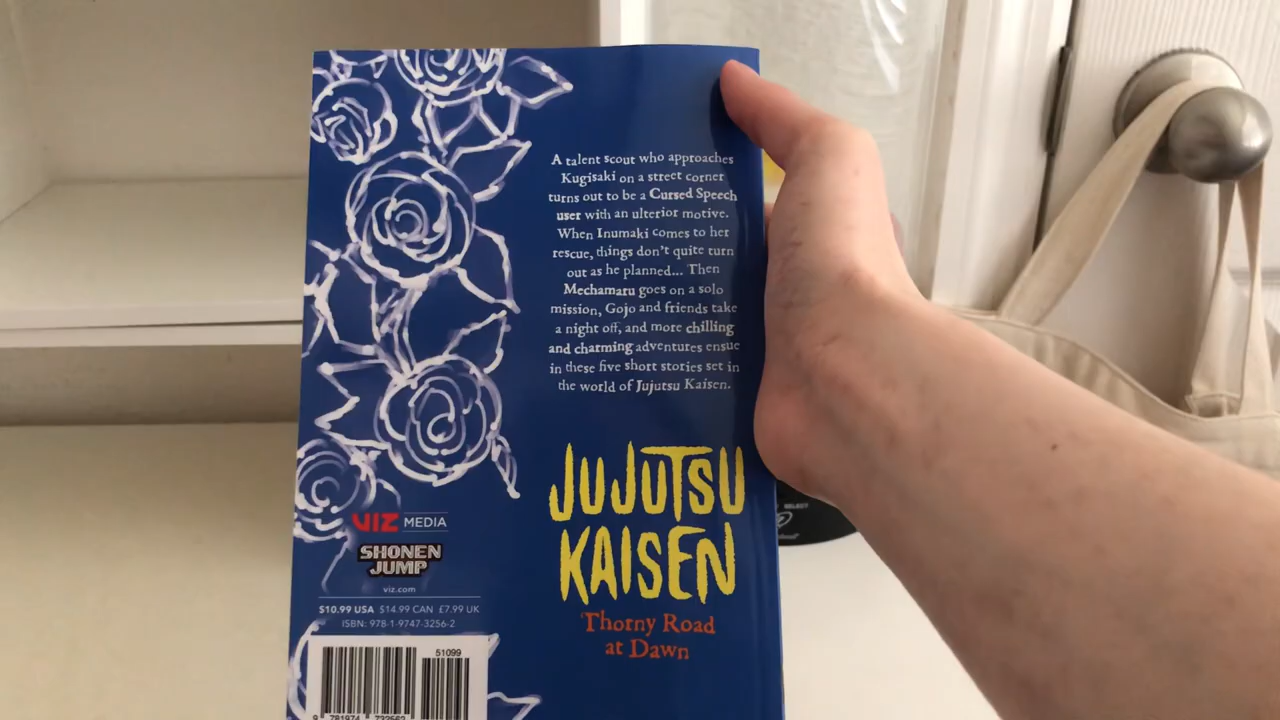 A talent scout who approaches
Kugisaki on a street corner
turns out to be a Cursed Speech
user with an ulterior motive.
When Inumaki comes to her
rescue, things don't quite turn
out as he planned... Then
Mechamaru goes on a solo
mission, Gojo and friends take
a night off, and more chilling
and charming adventures ensue
in these five short stories set in
the world of Jujutsu Kaisen.
JUJUTSU
KAISEN
Thorny Road
at Dawn
VIZ MEDIA
SHONEN
JUMP
viz.com
$10.99 USA $14.99 CAN £7.99 UK
ISBN: 978-1-9747-3256-2
51099
9 781974 732562
SELECT